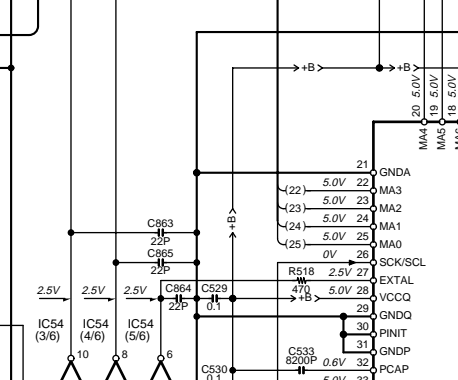 +B +B
20 5.0V 19 5.0V 18 5.0V
MA4 MA5
21 GNDA
(22) 5.0V 22 MA3
(23) 5.0V 23 MA2
(24) 5.0V 24 MA1
(25) 5.0V 25 MA0
+B
C863
22P
0V 26 SCK/SCL
C865
22P
R518 2.5V 27 EXTAL
470
2.5V 2.5V 2.5V C864 C529 +B 5.0V 28 VCCQ
22P 0.1
29 GNDQ
IC54 IC54 IC54
(3/6) (4/6) (5/6)
30 PINIT
31 GNDP
10 8 6
C533
8200P 0.6V 32 PCAP
C530
0.1